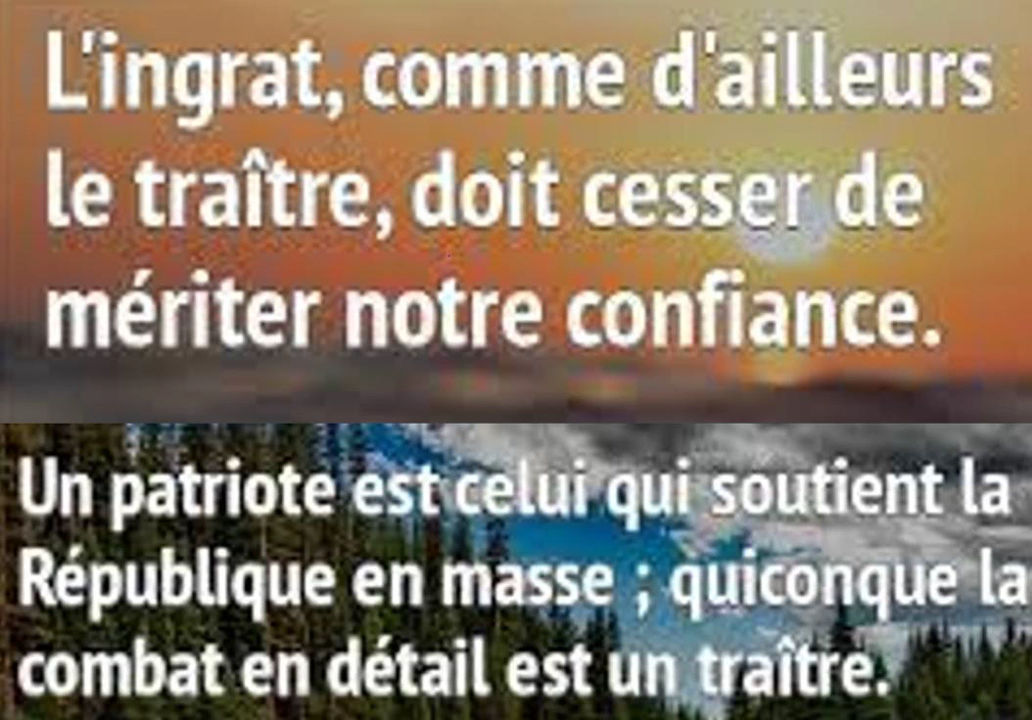 L'ingrat, comme d'ailleurs
le traître, doit cesser de
mériter notre confiance.
Un patriote est celui qui soutient la
République en masse ; quiconque la
combat en détail est un traître.